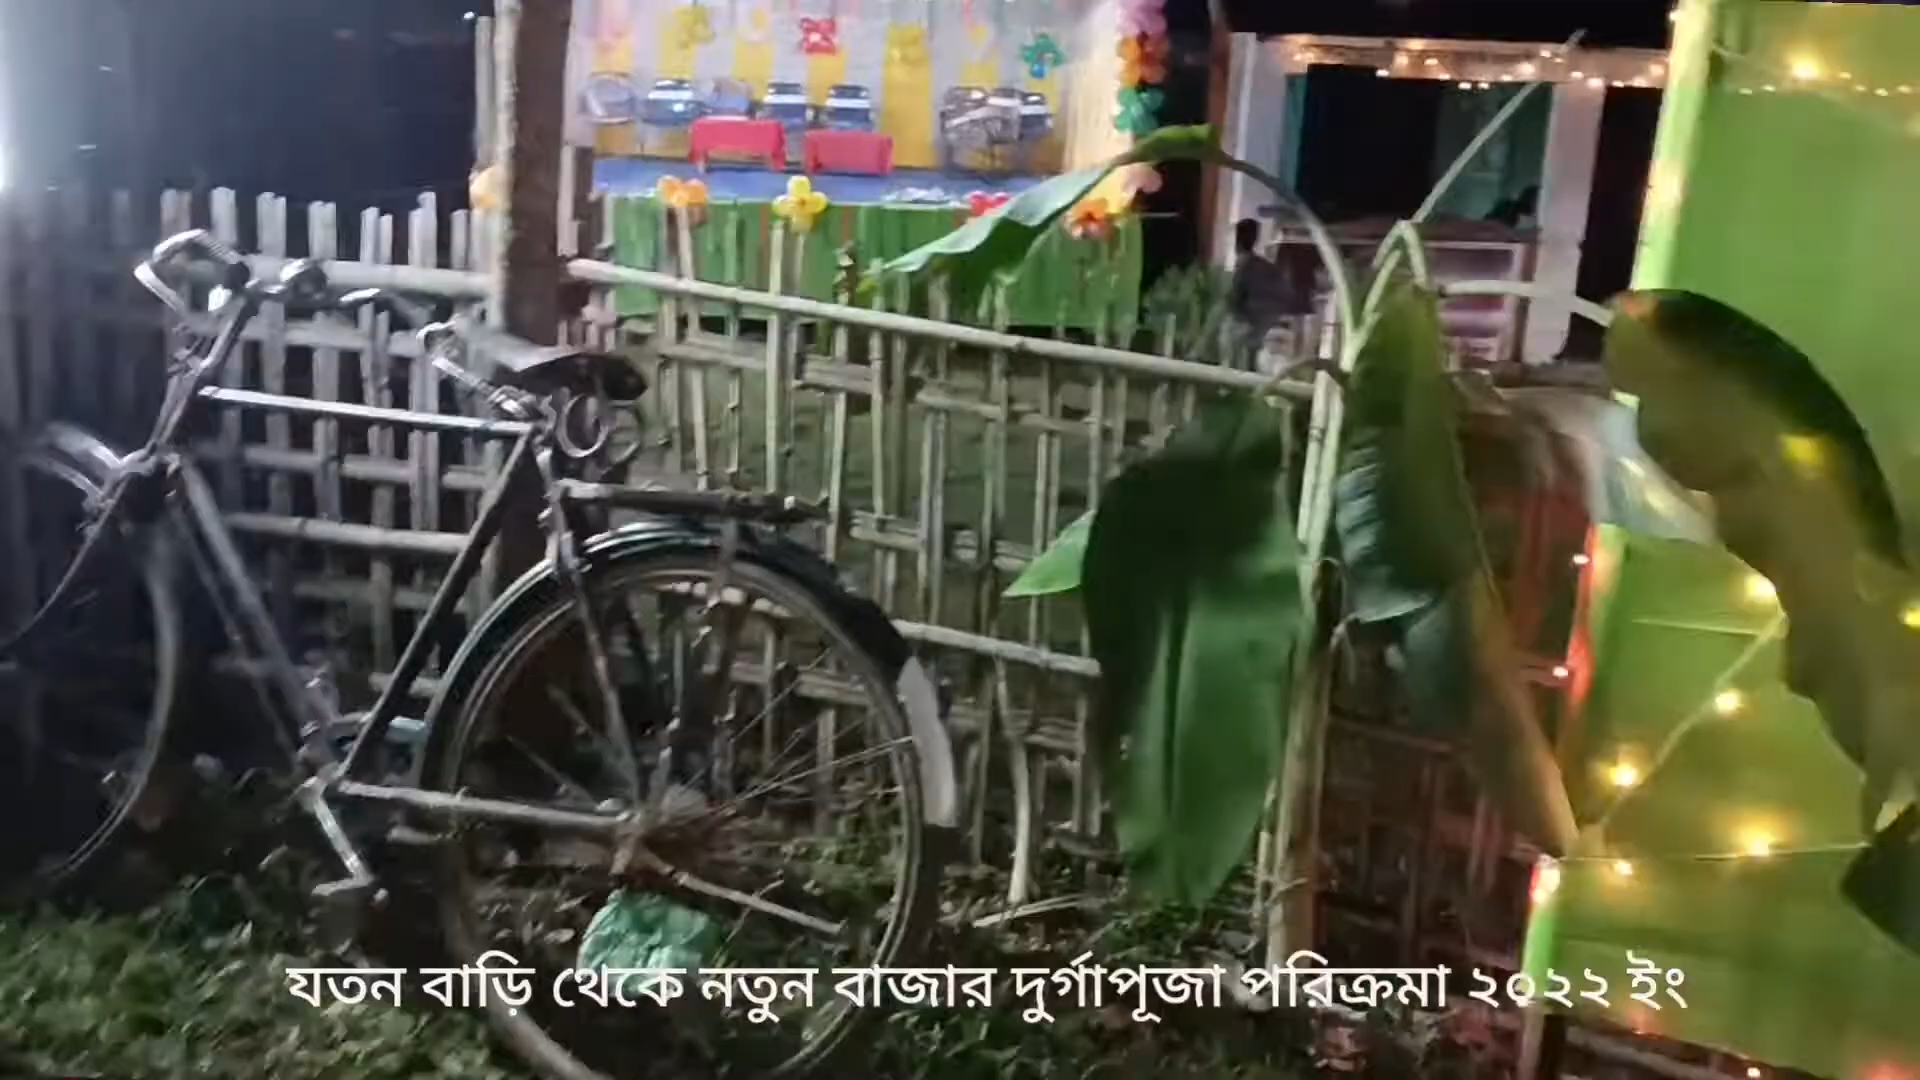 যতন বাড়ি থেকে নতুন বাজার দুর্গাপূজা পরিক্রমা ২০২২ ইং